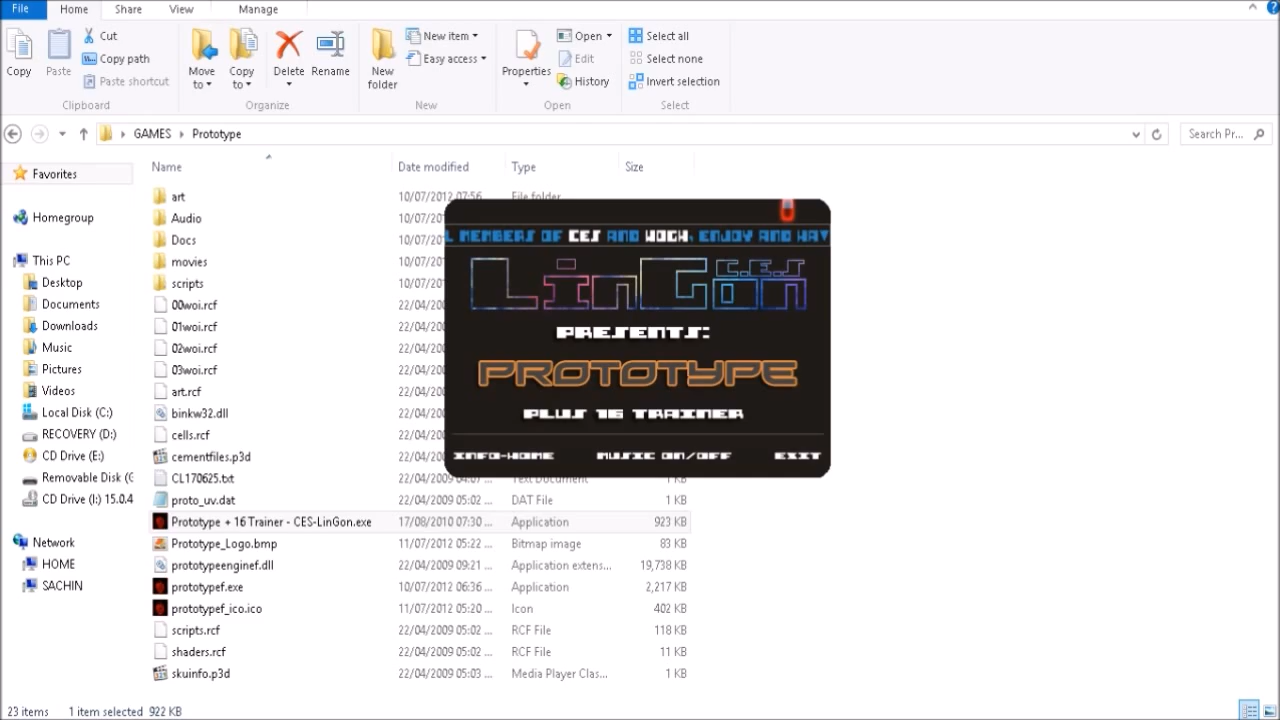 File Home Share View Manage
Cut
Copy path
Paste shortcut
Copy Paste
Move to Copy to Delete Rename
New folder
New item
Easy access
Properties
Open
Edit
History
Select all
Select none
Invert selection
Clipboard Organize New Open Select
GAMES Prototype
Search Pr...
Name Date modified Type Size
Favorites
Homegroup
This PC
Desktop
Documents
Downloads
Music
Pictures
Videos
Local Disk (C:)
RECOVERY (D:)
CD Drive (E:)
Removable Disk (
CD Drive (I:) 15.0.4
Network
HOME
SACHIN
art 10/07/2012 07:56 File folder
Audio 10/07/201
Docs 10/07/201
movies 10/07/201
scripts 10/07/201
00woi.rcf 22/04/200
01woi.rcf 22/04/200
02woi.rcf 22/04/200
03woi.rcf 22/04/200
art.rcf 22/04/200
binkw32.dll 22/04/200
cells.rcf 22/04/200
cementfiles.p3d 22/04/200
CL170625.txt 22/04/2009 04:07 Text Document 1 KB
proto_uv.dat 22/04/2009 05:02 ... DAT File 1 KB
Prototype + 16 Trainer - CES-LinGon.exe 17/08/2010 07:30 ... Application 923 KB
Prototype_Logo.bmp 11/07/2012 05:22 ... Bitmap image 83 KB
prototypeenginef.dll 22/04/2009 09:21 ... Application extens... 19,738 KB
prototypef.exe 10/07/2012 06:36 ... Application 2,217 KB
prototypef_ico.ico 11/07/2012 05:20 ... Icon 402 KB
scripts.rcf 22/04/2009 05:02 ... RCF File 118 KB
shaders.rcf 22/04/2009 05:02 ... RCF File 11 KB
skuinfo.p3d 22/04/2009 05:03 ... Media Player Clas... 1 KB
L MEMBERS OF CES AND WOGH, ENJOY AND HAV
LinGon C.E.S
PRESENTS:
PROTOTYPE
PLUS 16 TRAINER
INFO-HOME MUSIC ON/OFF EXIT
23 items 1 item selected 922 KB